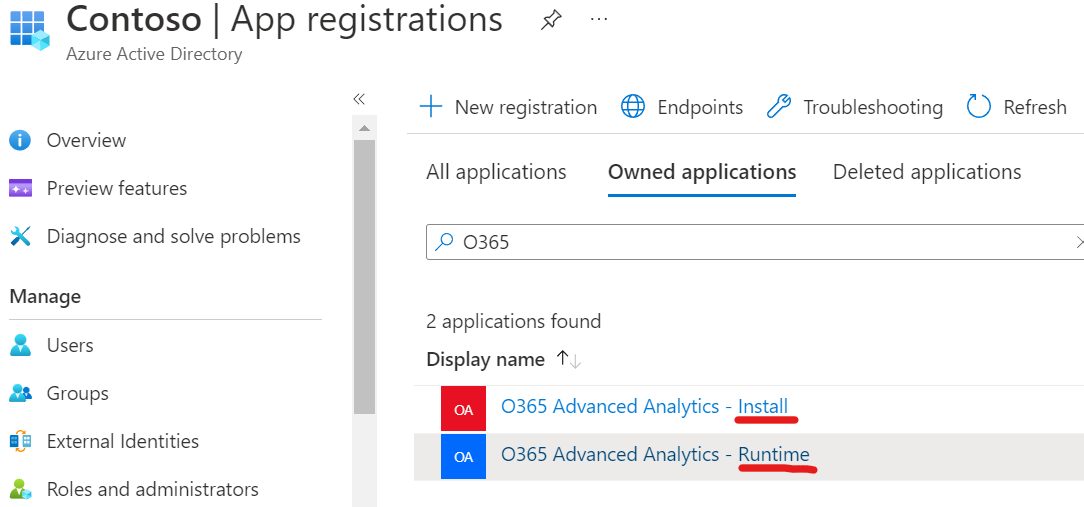 Contoso | App registrations
Azure Active Directory
Overview
Preview features
Diagnose and solve problems
Manage
Users
Groups
External Identities
Roles and administrators
New registration Endpoints Troubleshooting Refresh
All applications Owned applications Deleted applications
O365
2 applications found
Display name
OA O365 Advanced Analytics - Install
OA O365 Advanced Analytics - Runtime